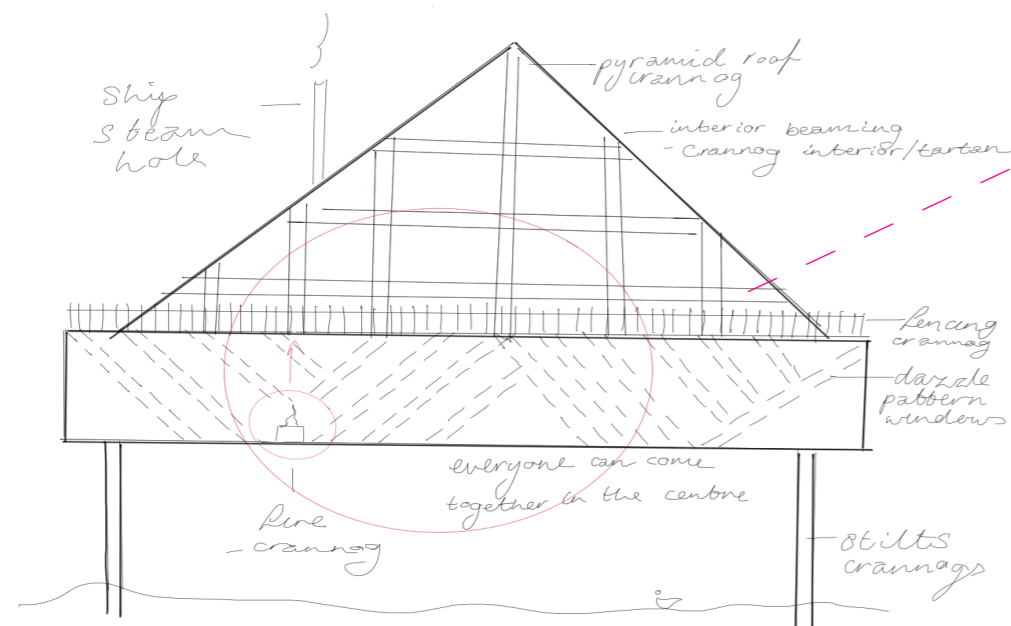 pyramid roof
crannog
Ship
steam
hole
interior beaming
- Crannog interior/tartan
fencing
crannog
dazzle
pattern
windows
everyone can come
together in the centre
fire
- crannog
stilts
crannags